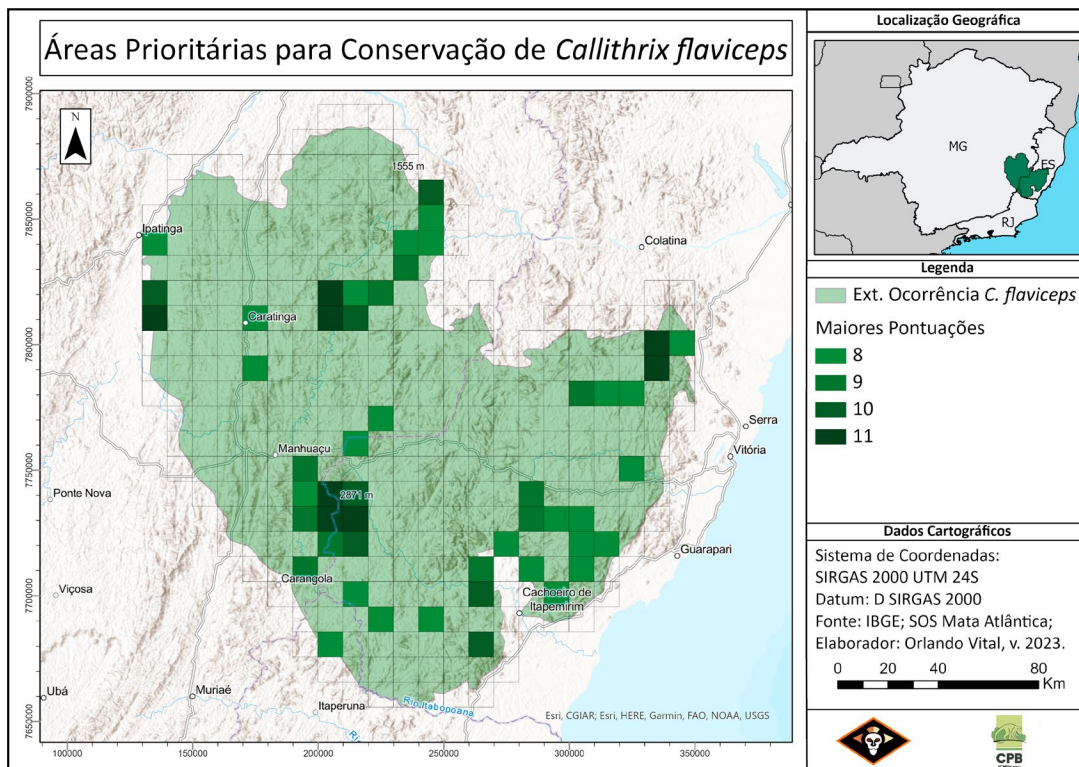 Áreas Prioritárias para Conservação de Callithrix flaviceps
N
7900000
7850000
7800000
7750000
7700000
7650000
100000
150000
200000
250000
300000
350000
1555 m
Ipatinga
Colatina
Caratinga
Serra
Manhuaçu
Vitória
Ponte Nova
2871 m
Guarapari
Viçosa
Carangola
Cachoeiro de
Itapemirim
Ubá
Muriaé
Itaperuna
Rio Itabopoana
Esri, CGIAR; Esri, HERE, Garmin, FAO, NOAA, USGS
Localização Geográfica
MG
ES
RJ
Legenda
Ext. Ocorrência C. flaviceps
Maiores Pontuações
8
9
10
11
Dados Cartográficos
Sistema de Coordenadas:
SIRGAS 2000 UTM 24S
Datum: D SIRGAS 2000
Fonte: IBGE; SOS Mata Atlântica;
Elaborador: Orlando Vital, v. 2023.
0 20 40 80
Km
CPB